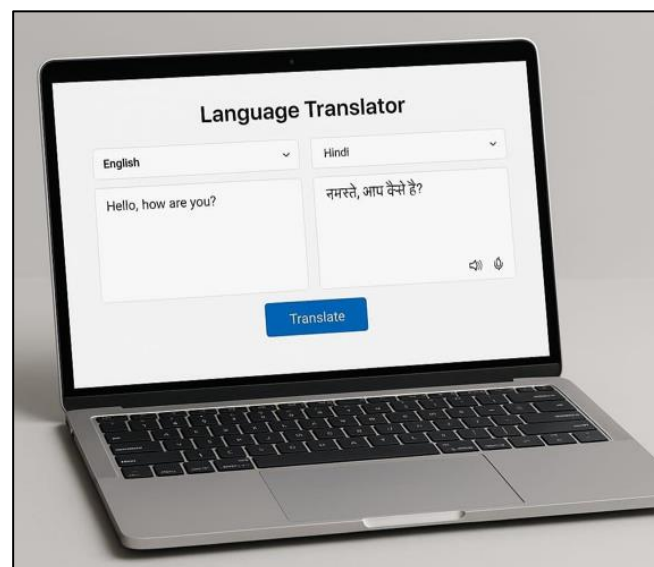 Language Translator
English
Hindi
Hello, how are you?
नमस्ते, आप कैसे है?
Translate